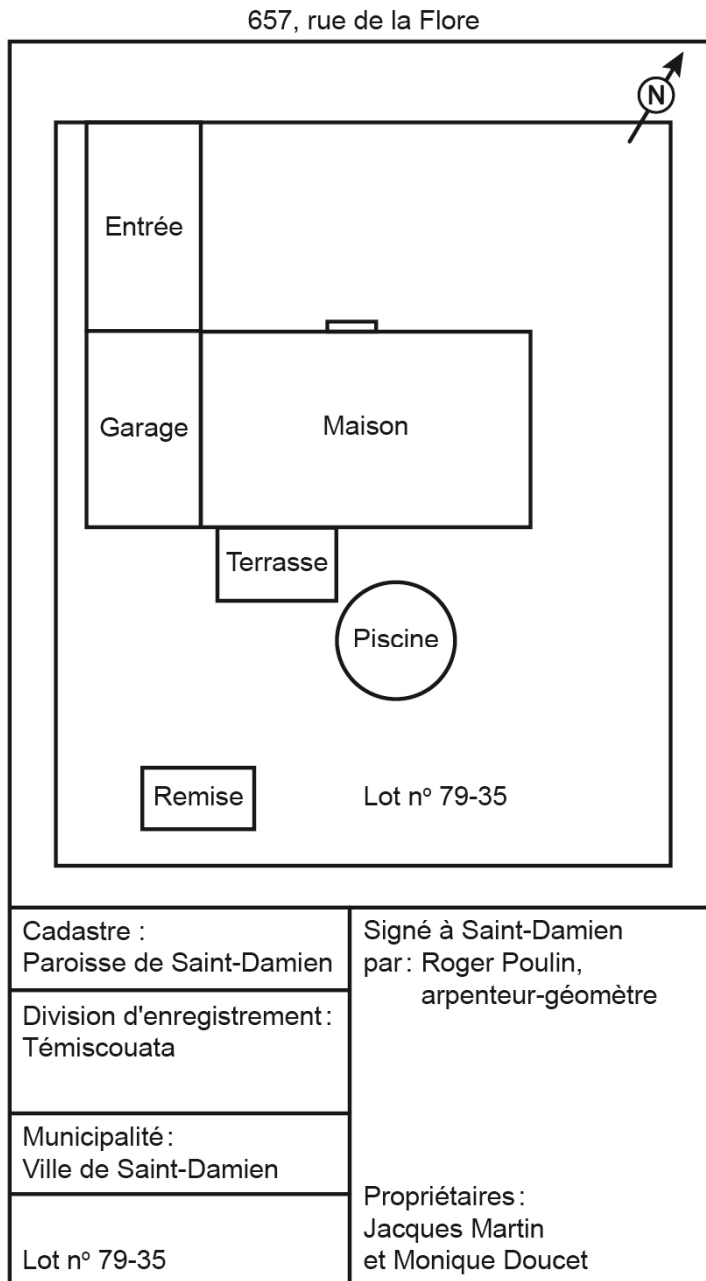 657, rue de la Flore
N
Entrée
Garage
Maison
Terrasse
Piscine
Remise
Lot nº 79-35
Cadastre :
Paroisse de Saint-Damien
Division d'enregistrement :
Témiscouata
Municipalité :
Ville de Saint-Damien
Lot nº 79-35
Signé à Saint-Damien
par : Roger Poulin,
arpenteur-géomètre
Propriétaires :
Jacques Martin
et Monique Doucet